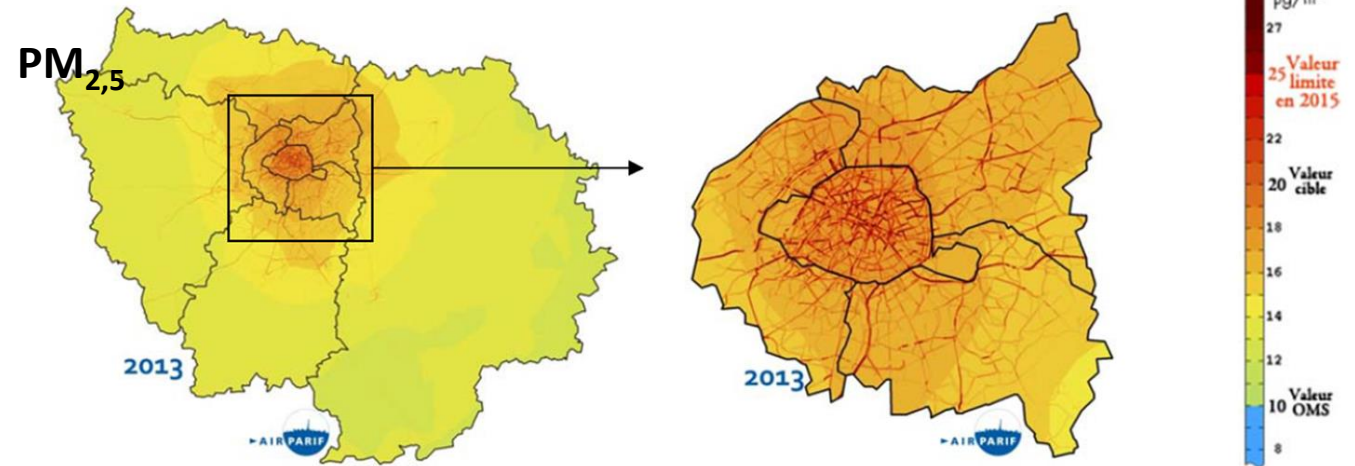 PM2,5
2013
AIRPARIF
2013
AIRPARIF
µg/m
27
25 Valeur
limite
en 2015
22
20 Valeur
cible
18
16
14
12
10 Valeur
OMS
8